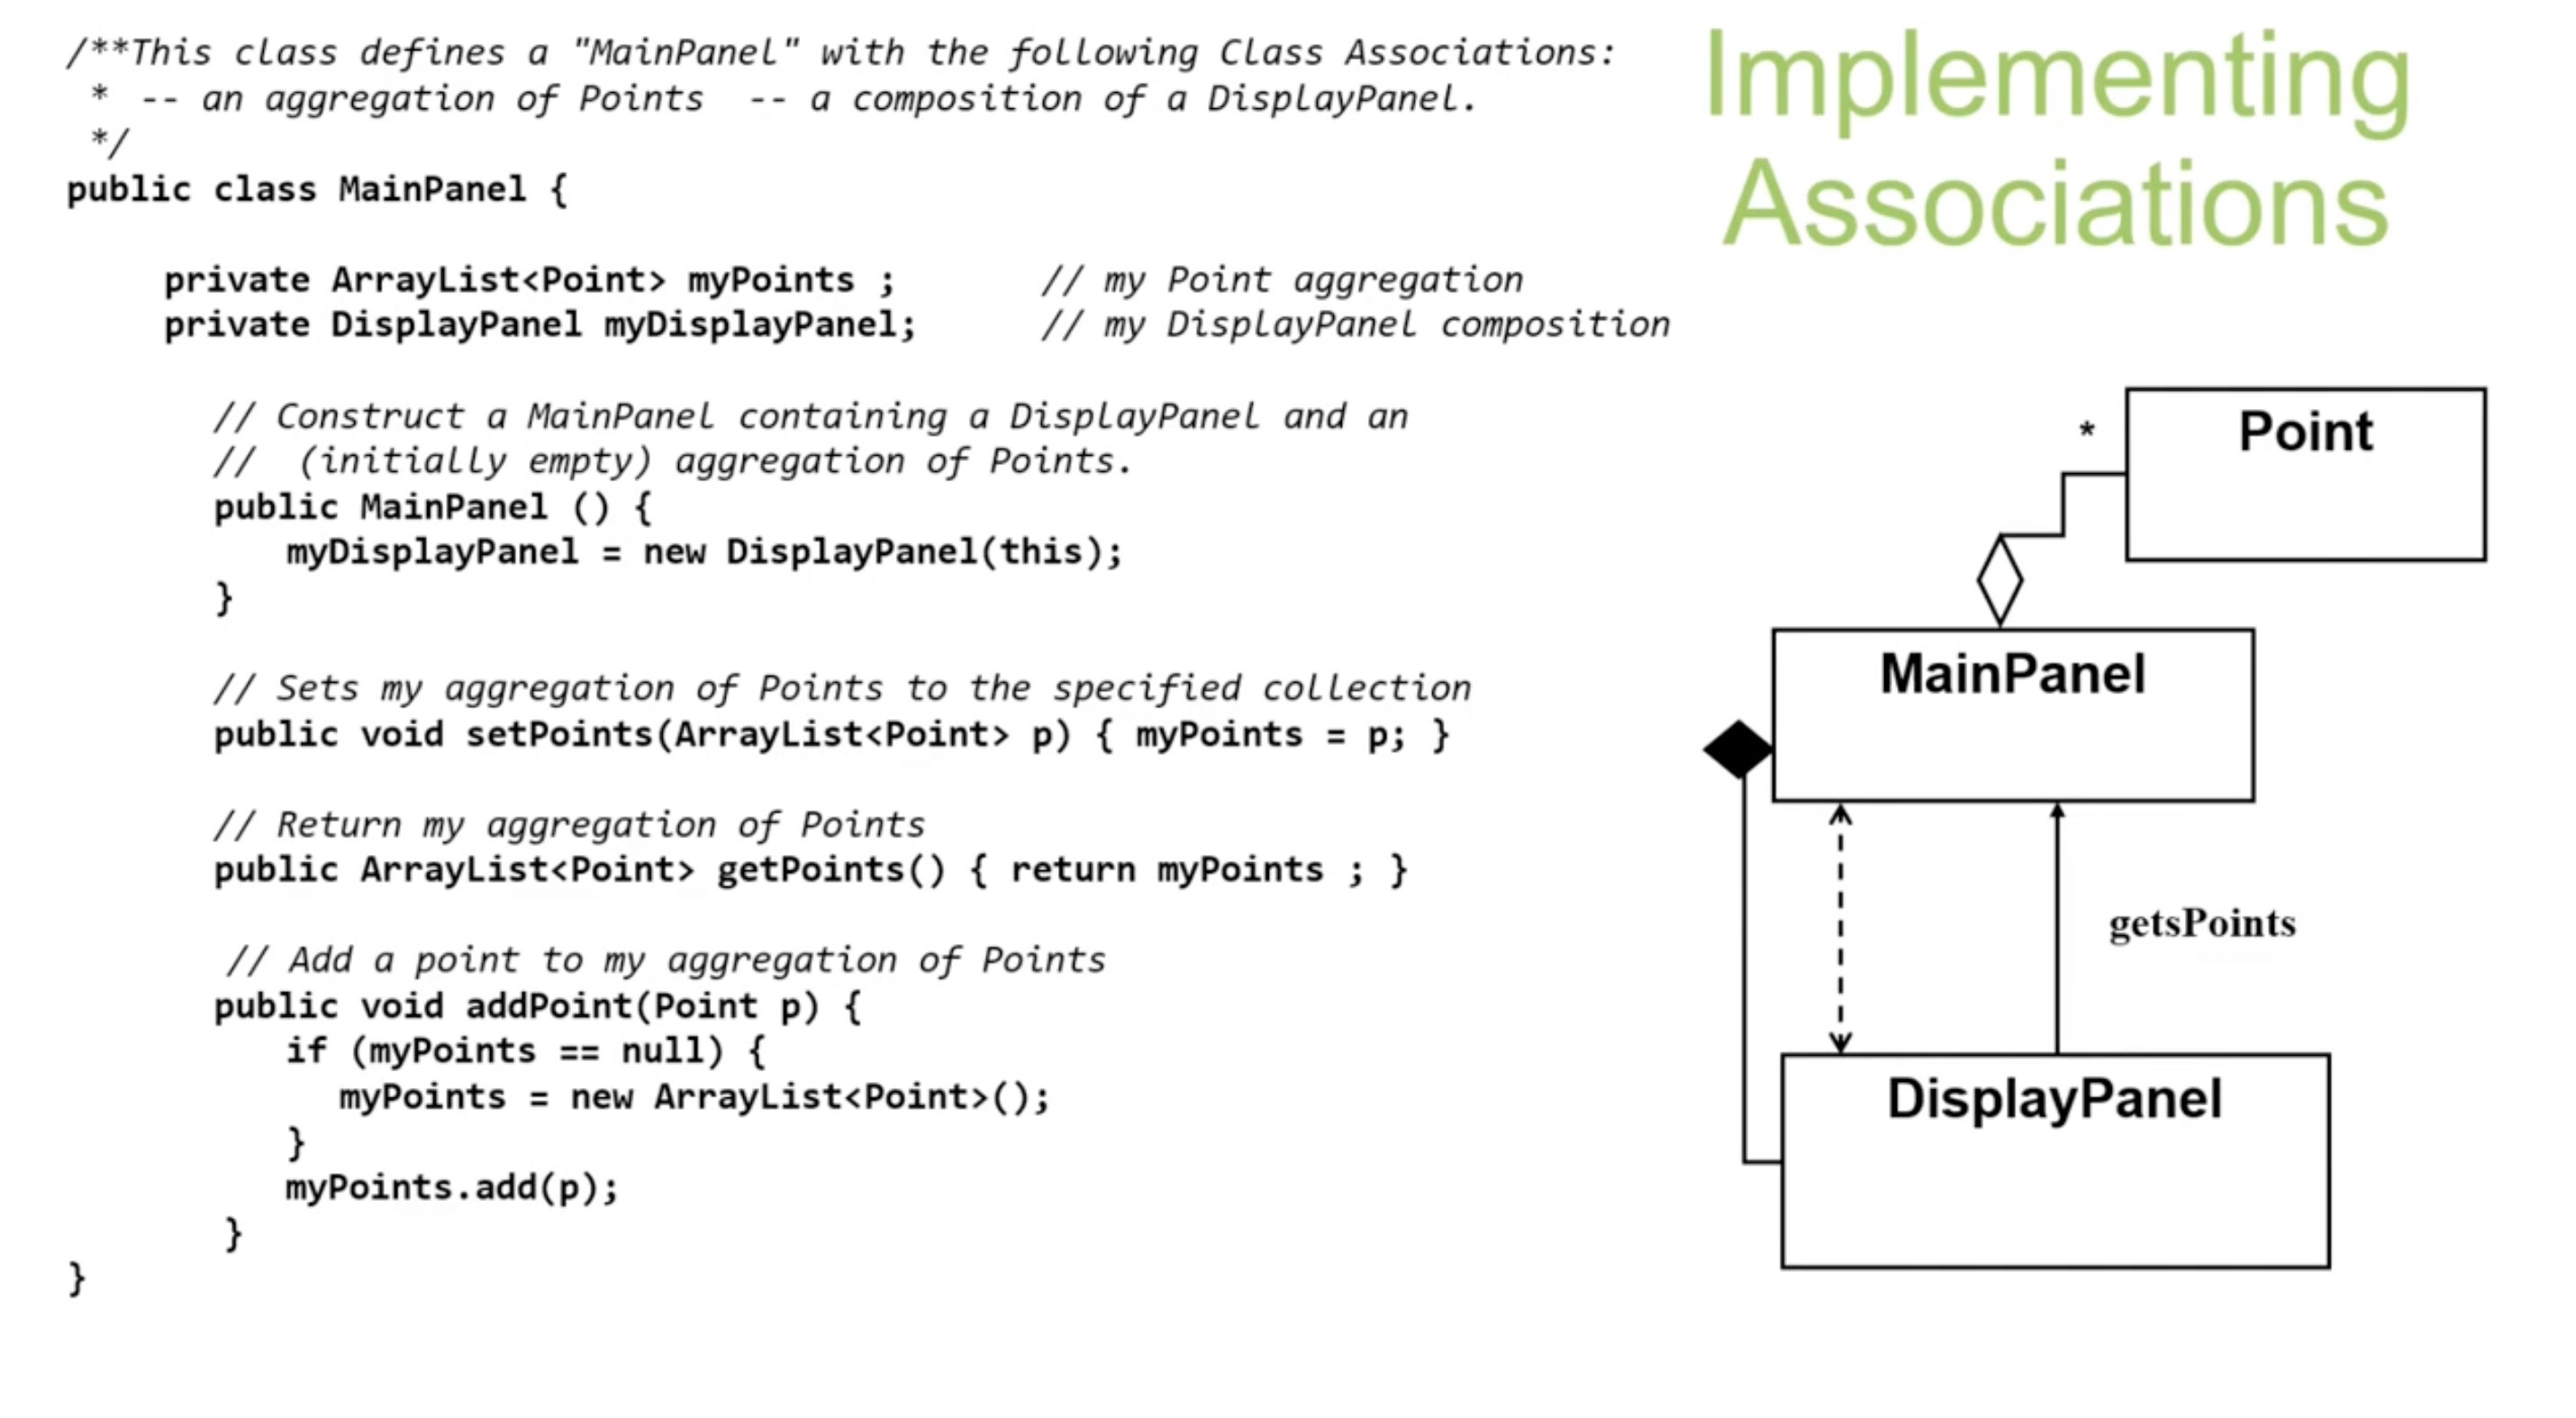 /**This class defines a "MainPanel" with the following Class Associations:
 *  -- an aggregation of Points  -- a composition of a DisplayPanel.
 */
public class MainPanel {
private ArrayList<Point> myPoints ;       // my Point aggregation
private DisplayPanel myDisplayPanel;      // my DisplayPanel composition
// Construct a MainPanel containing a DisplayPanel and an
//  (initially empty) aggregation of Points.
public MainPanel () {
myDisplayPanel = new DisplayPanel(this);
}
// Sets my aggregation of Points to the specified collection
public void setPoints(ArrayList<Point> p) { myPoints = p; }
// Return my aggregation of Points
public ArrayList<Point> getPoints() { return myPoints ; }
// Add a point to my aggregation of Points
public void addPoint(Point p) {
if (myPoints == null) {
myPoints = new ArrayList<Point>();
}
myPoints.add(p);
}
}
Implementing
Associations
*
Point
MainPanel
getsPoints
DisplayPanel